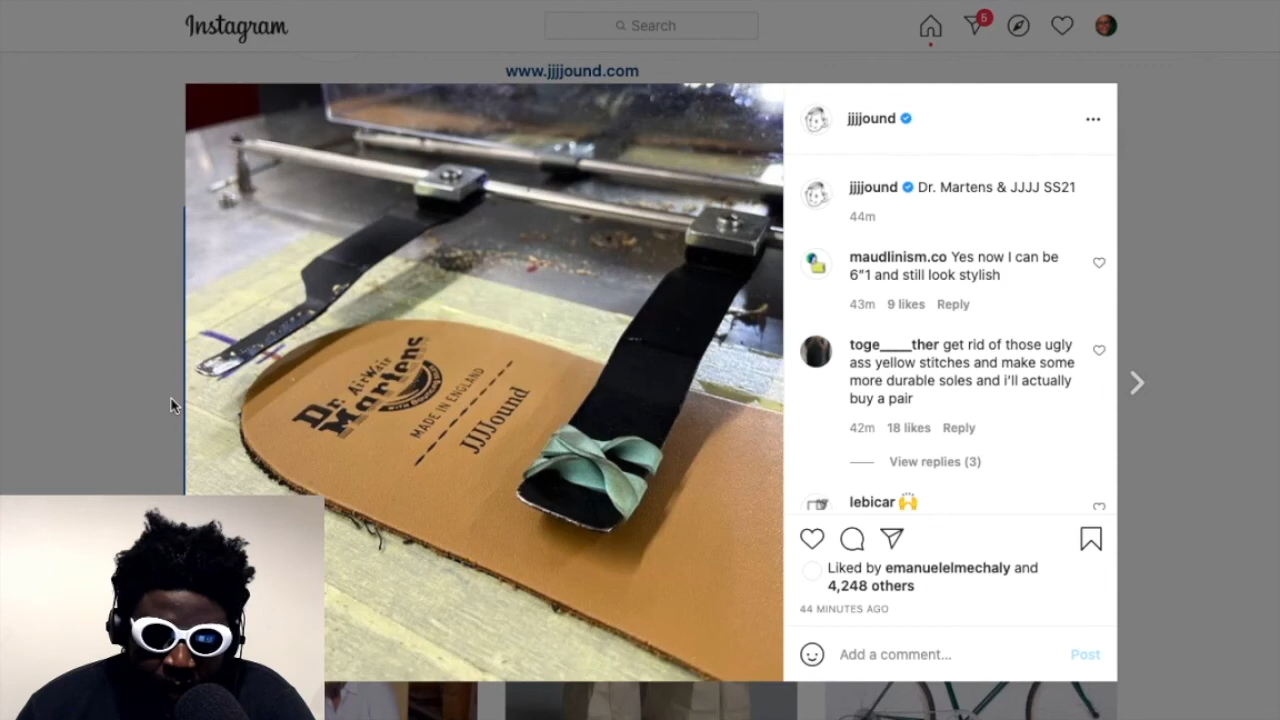 Instagram
Search
5
www.jjjjound.com
jjjjound
jjjjound Dr. Martens & JJJJ SS21
44m
maudlinism.co Yes now I can be
6"1 and still look stylish
43m 9 likes Reply
toge____ther get rid of those ugly
ass yellow stitches and make some
more durable soles and i'll actually
buy a pair
42m 18 likes Reply
View replies (3)
lebicar 🙌
Liked by emanuelelmechaly and
4,248 others
44 MINUTES AGO
Add a comment... Post
Dr. AirWair
Martens
MADE IN ENGLAND
JJJJound